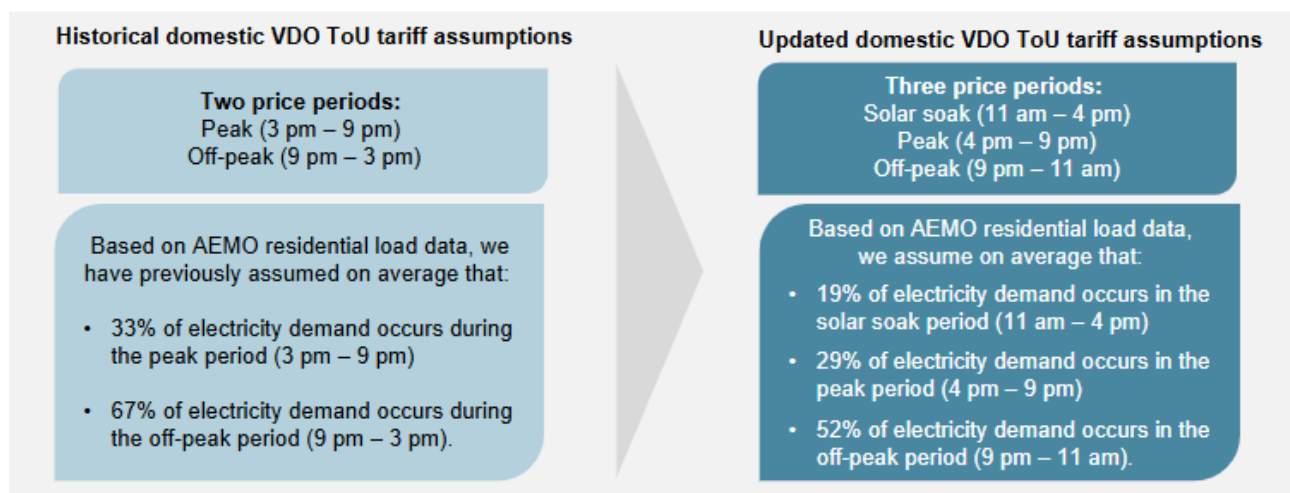 Historical domestic VDO ToU tariff assumptions
Two price periods:
Peak (3 pm – 9 pm)
Off-peak (9 pm – 3 pm)
Based on AEMO residential load data, we
have previously assumed on average that:
• 33% of electricity demand occurs during
the peak period (3 pm – 9 pm)
• 67% of electricity demand occurs during
the off-peak period (9 pm – 3 pm).
Updated domestic VDO ToU tariff assumptions
Three price periods:
Solar soak (11 am – 4 pm)
Peak (4 pm – 9 pm)
Off-peak (9 pm – 11 am)
Based on AEMO residential load data,
we assume on average that:
• 19% of electricity demand occurs in the
solar soak period (11 am – 4 pm)
• 29% of electricity demand occurs in the
peak period (4 pm – 9 pm)
• 52% of electricity demand occurs in the
off-peak period (9 pm – 11 am).